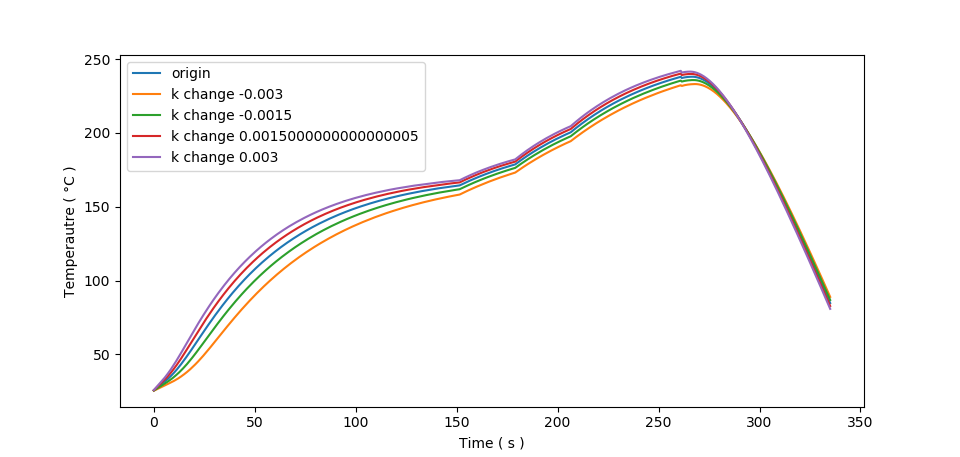 250
200
150
100
50
Temperautre ( °C )
origin
k change -0.003
k change -0.0015
k change 0.0015000000000000005
k change 0.003
0
50
100
150
200
250
300
350
Time ( s )